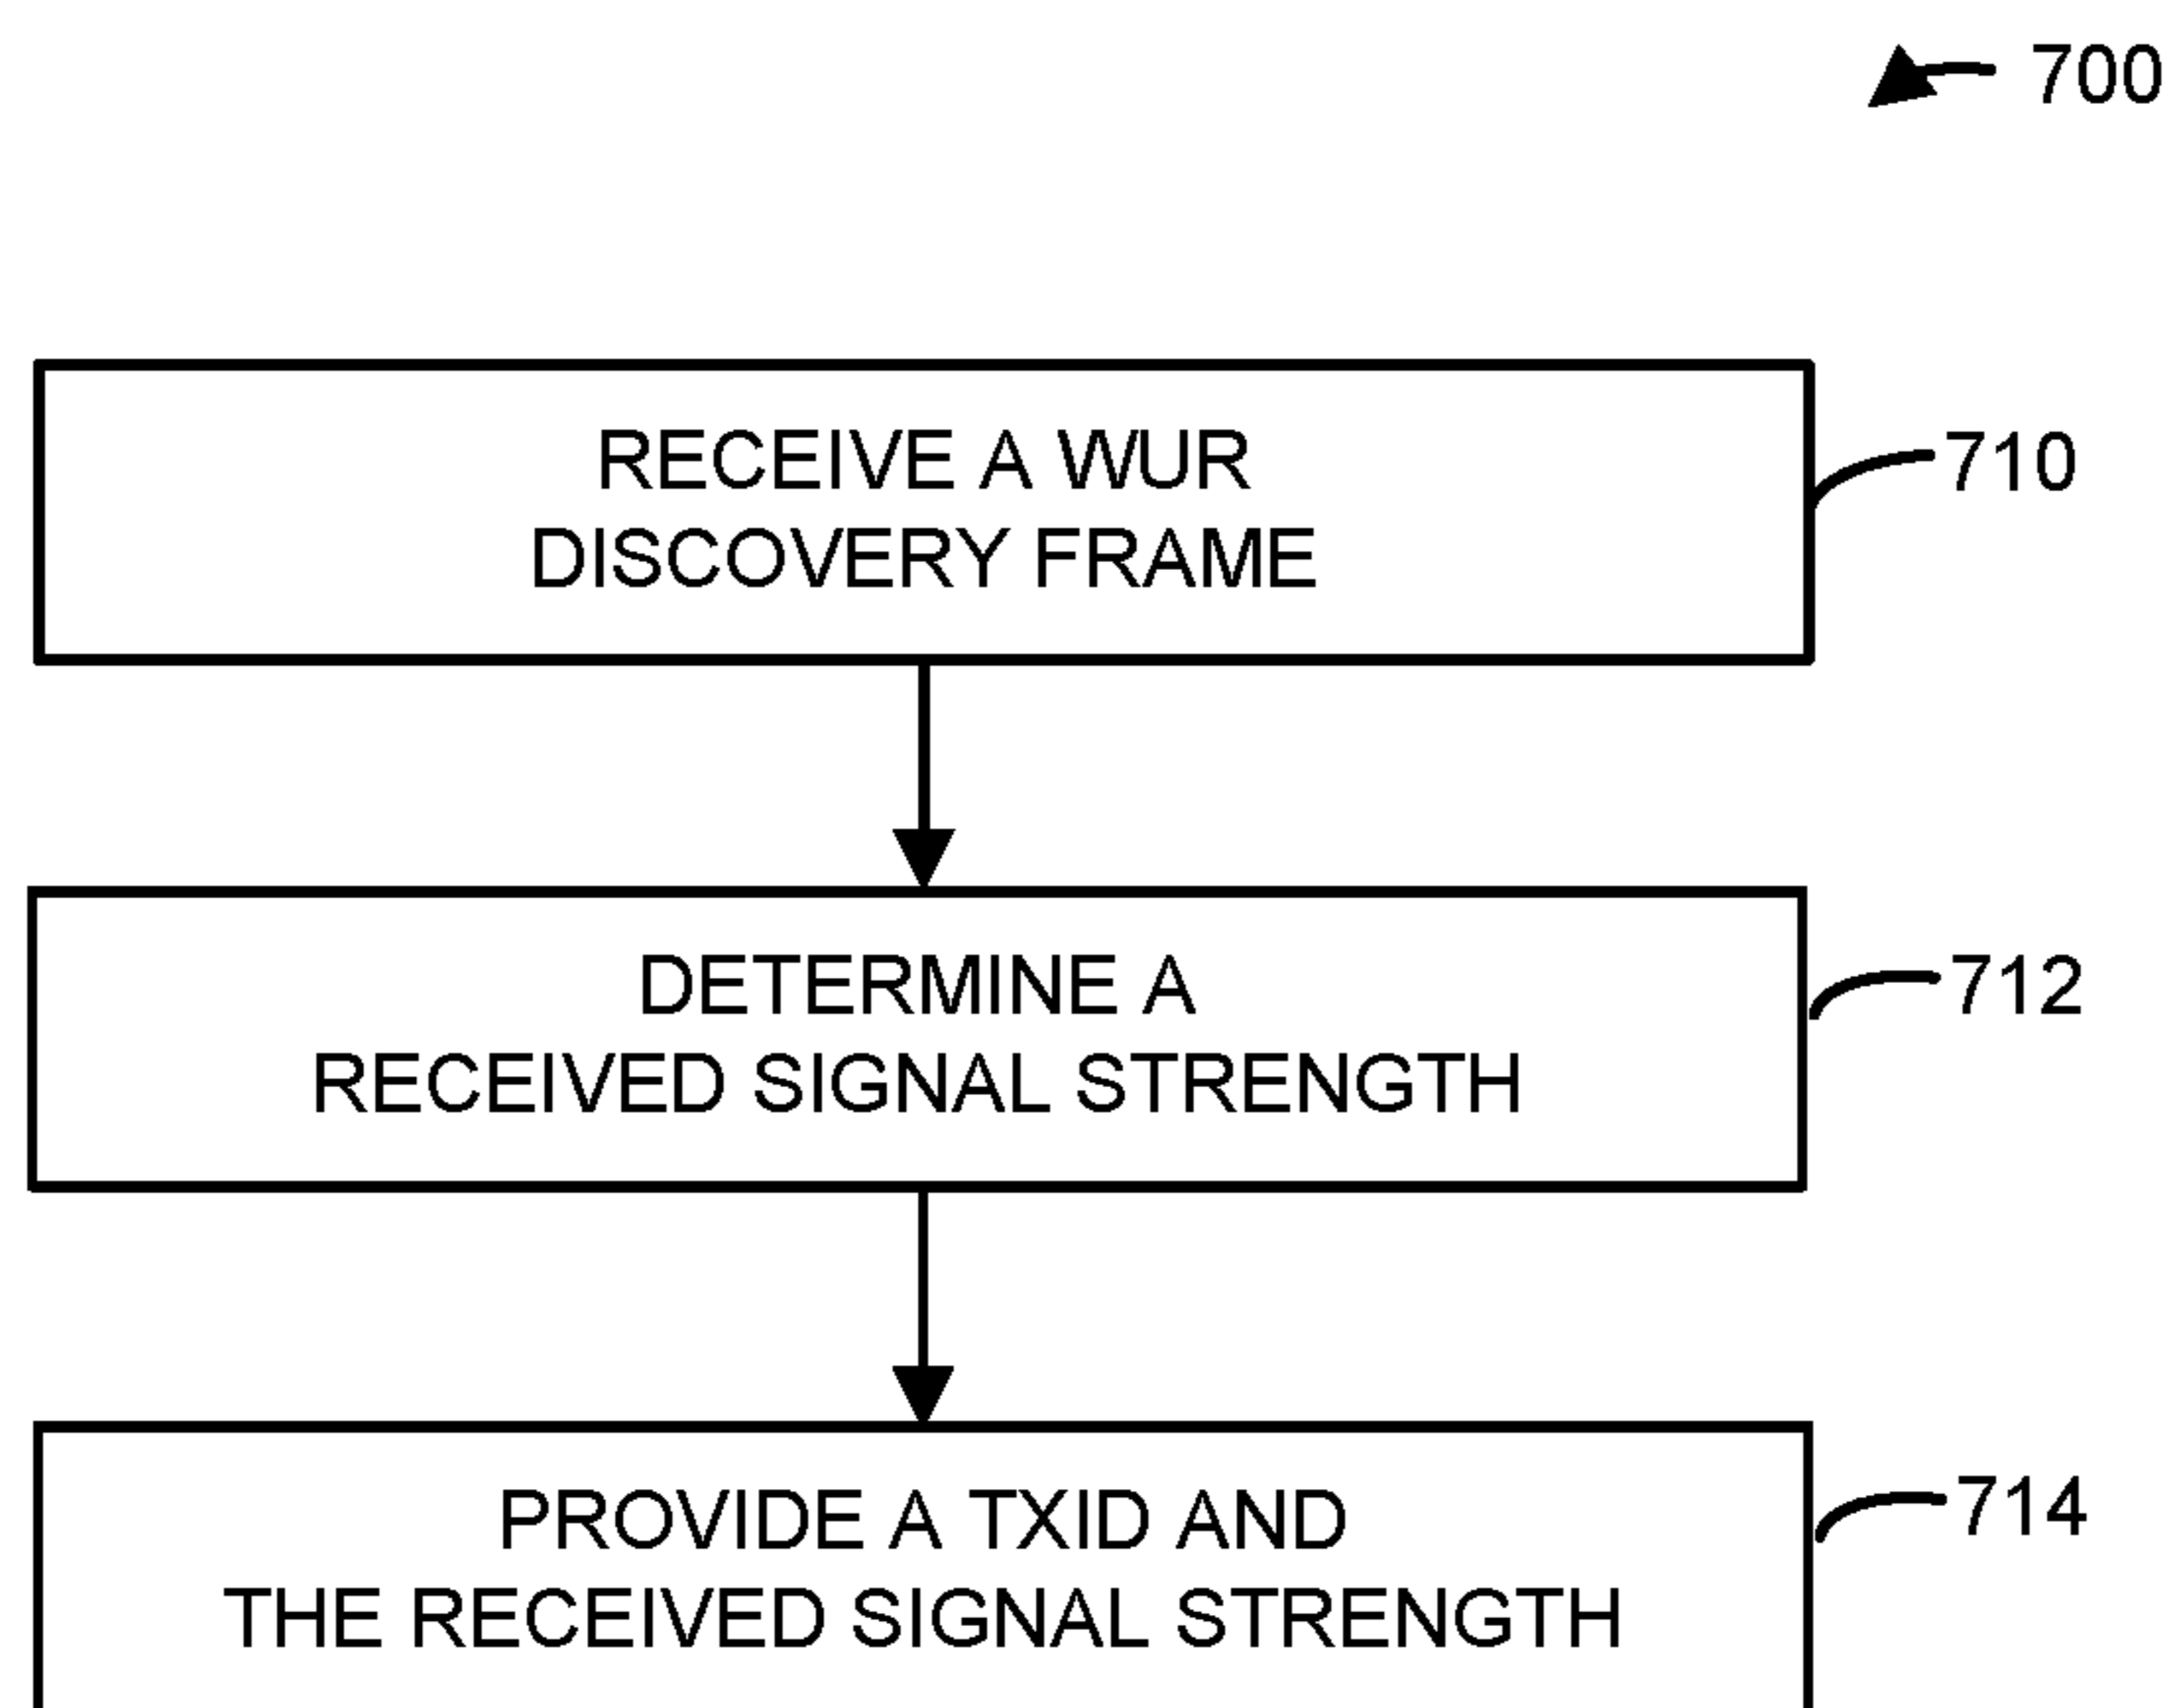 700
RECEIVE A WUR
DISCOVERY FRAME
710
DETERMINE A
RECEIVED SIGNAL STRENGTH
712
PROVIDE A TXID AND
THE RECEIVED SIGNAL STRENGTH
714